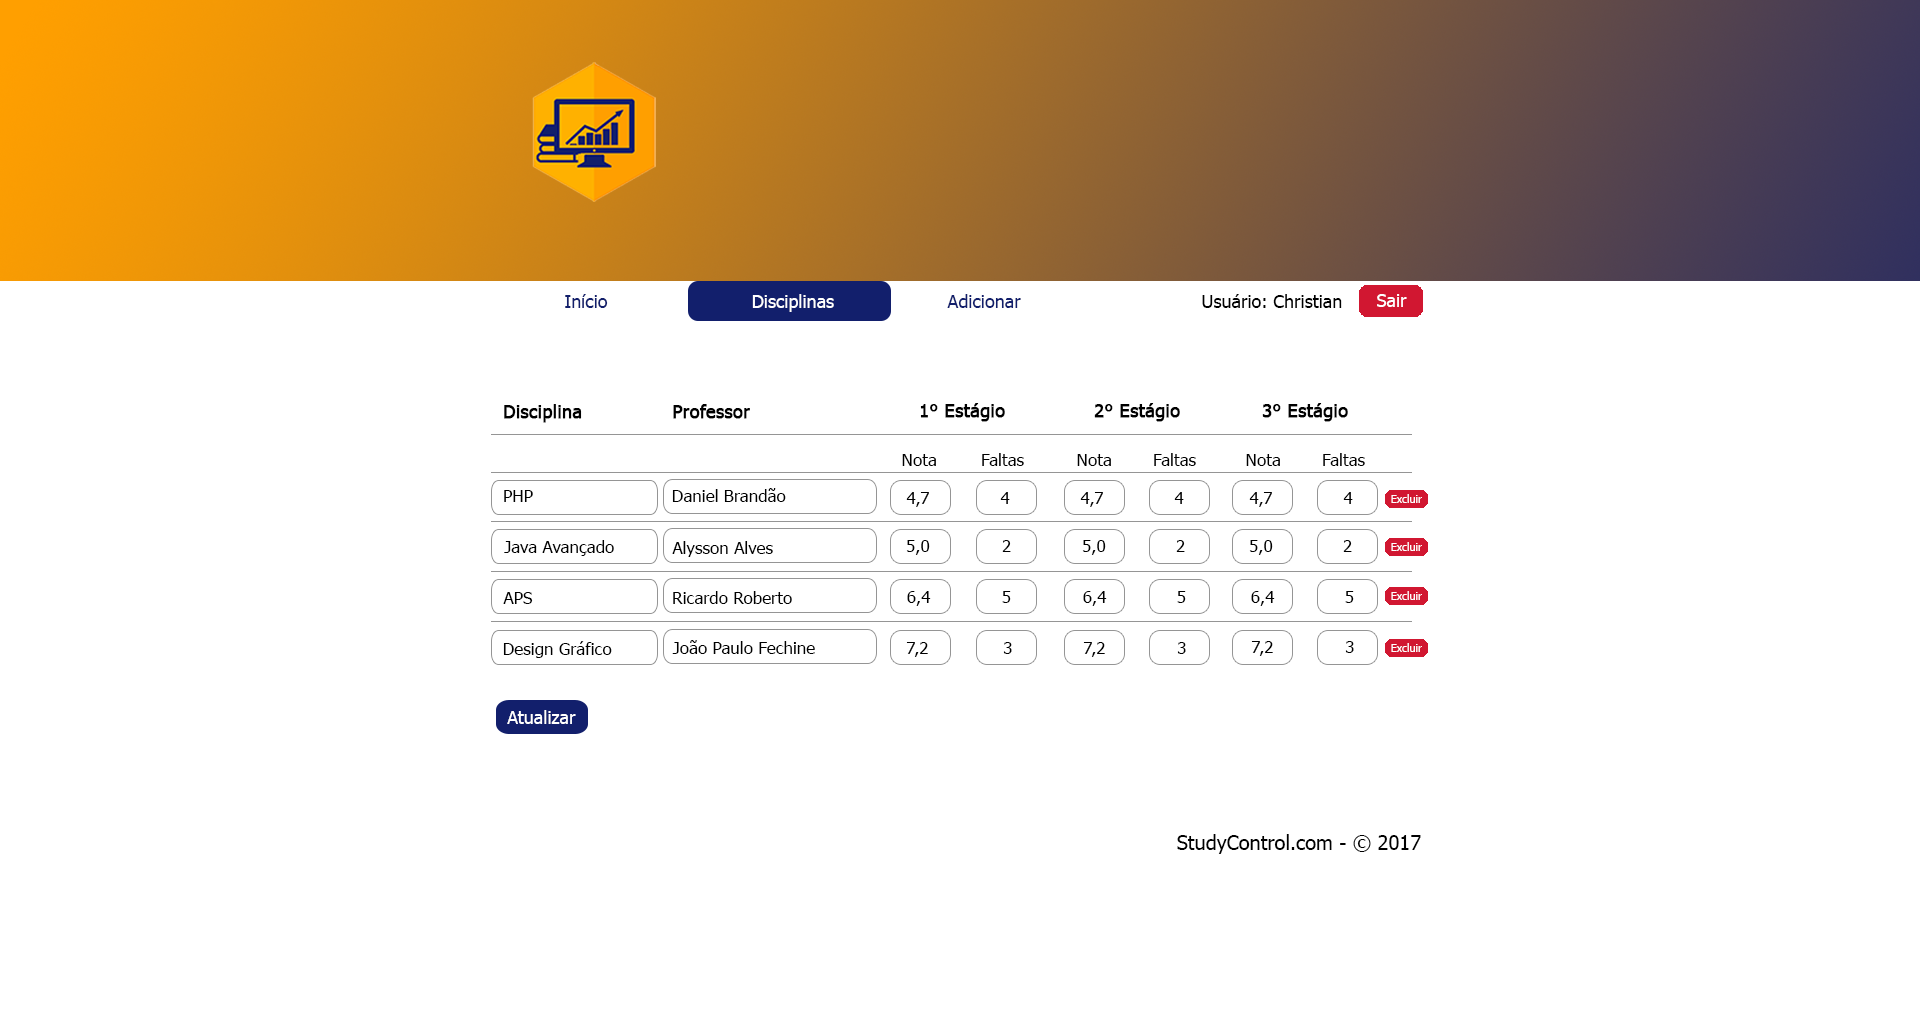 Início Disciplinas Adicionar Usuário: Christian Sair
Disciplina Professor 1º Estágio 2º Estágio 3º Estágio
Nota Faltas Nota Faltas Nota Faltas
PHP Daniel Brandão 4,7 4 4,7 4 4,7 4 Excluir
Java Avançado Alysson Alves 5,0 2 5,0 2 5,0 2 Excluir
APS Ricardo Roberto 6,4 5 6,4 5 6,4 5 Excluir
Design Gráfico João Paulo Fechine 7,2 3 7,2 3 7,2 3 Excluir
Atualizar
StudyControl.com - © 2017